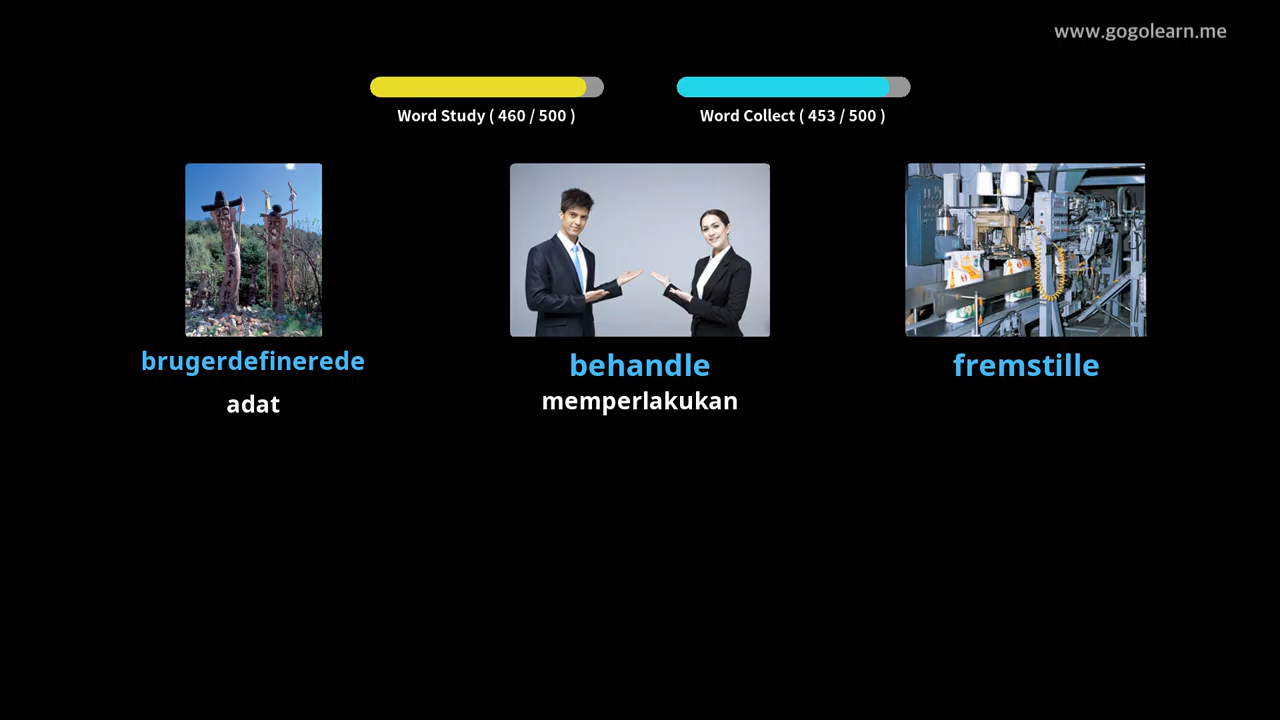 www.gogolearn.me
Word Study ( 460 / 500 )
Word Collect ( 453 / 500 )
brugerdefinerede
behandle
fremstille
adat
memperlakukan